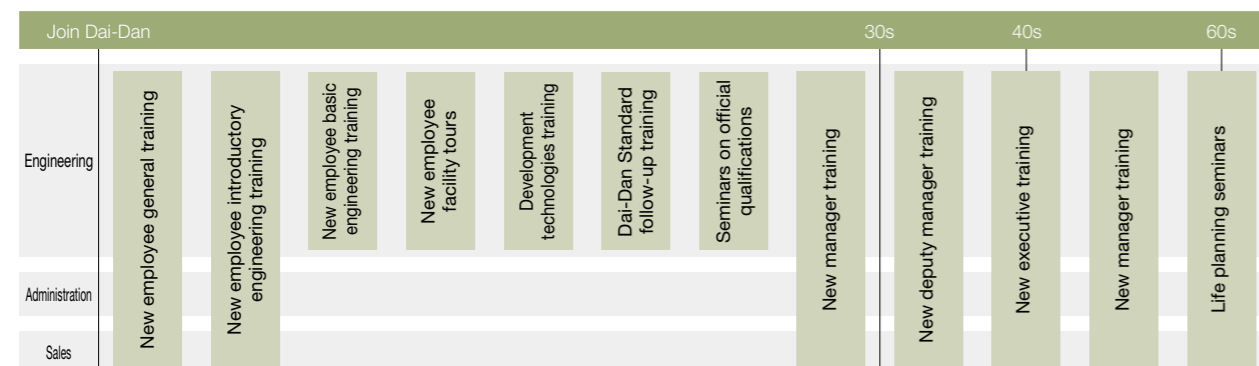 Join Dai-Dan
30s
40s
60s
Engineering
Administration
Sales
New employee general training
New employee introductory
engineering training
New employee basic
engineering training
New employee
facility tours
Development
technologies training
Dai-Dan Standard
follow-up training
Seminars on official
qualifications
New manager training
New deputy manager training
New executive training
New manager training
Life planning seminars